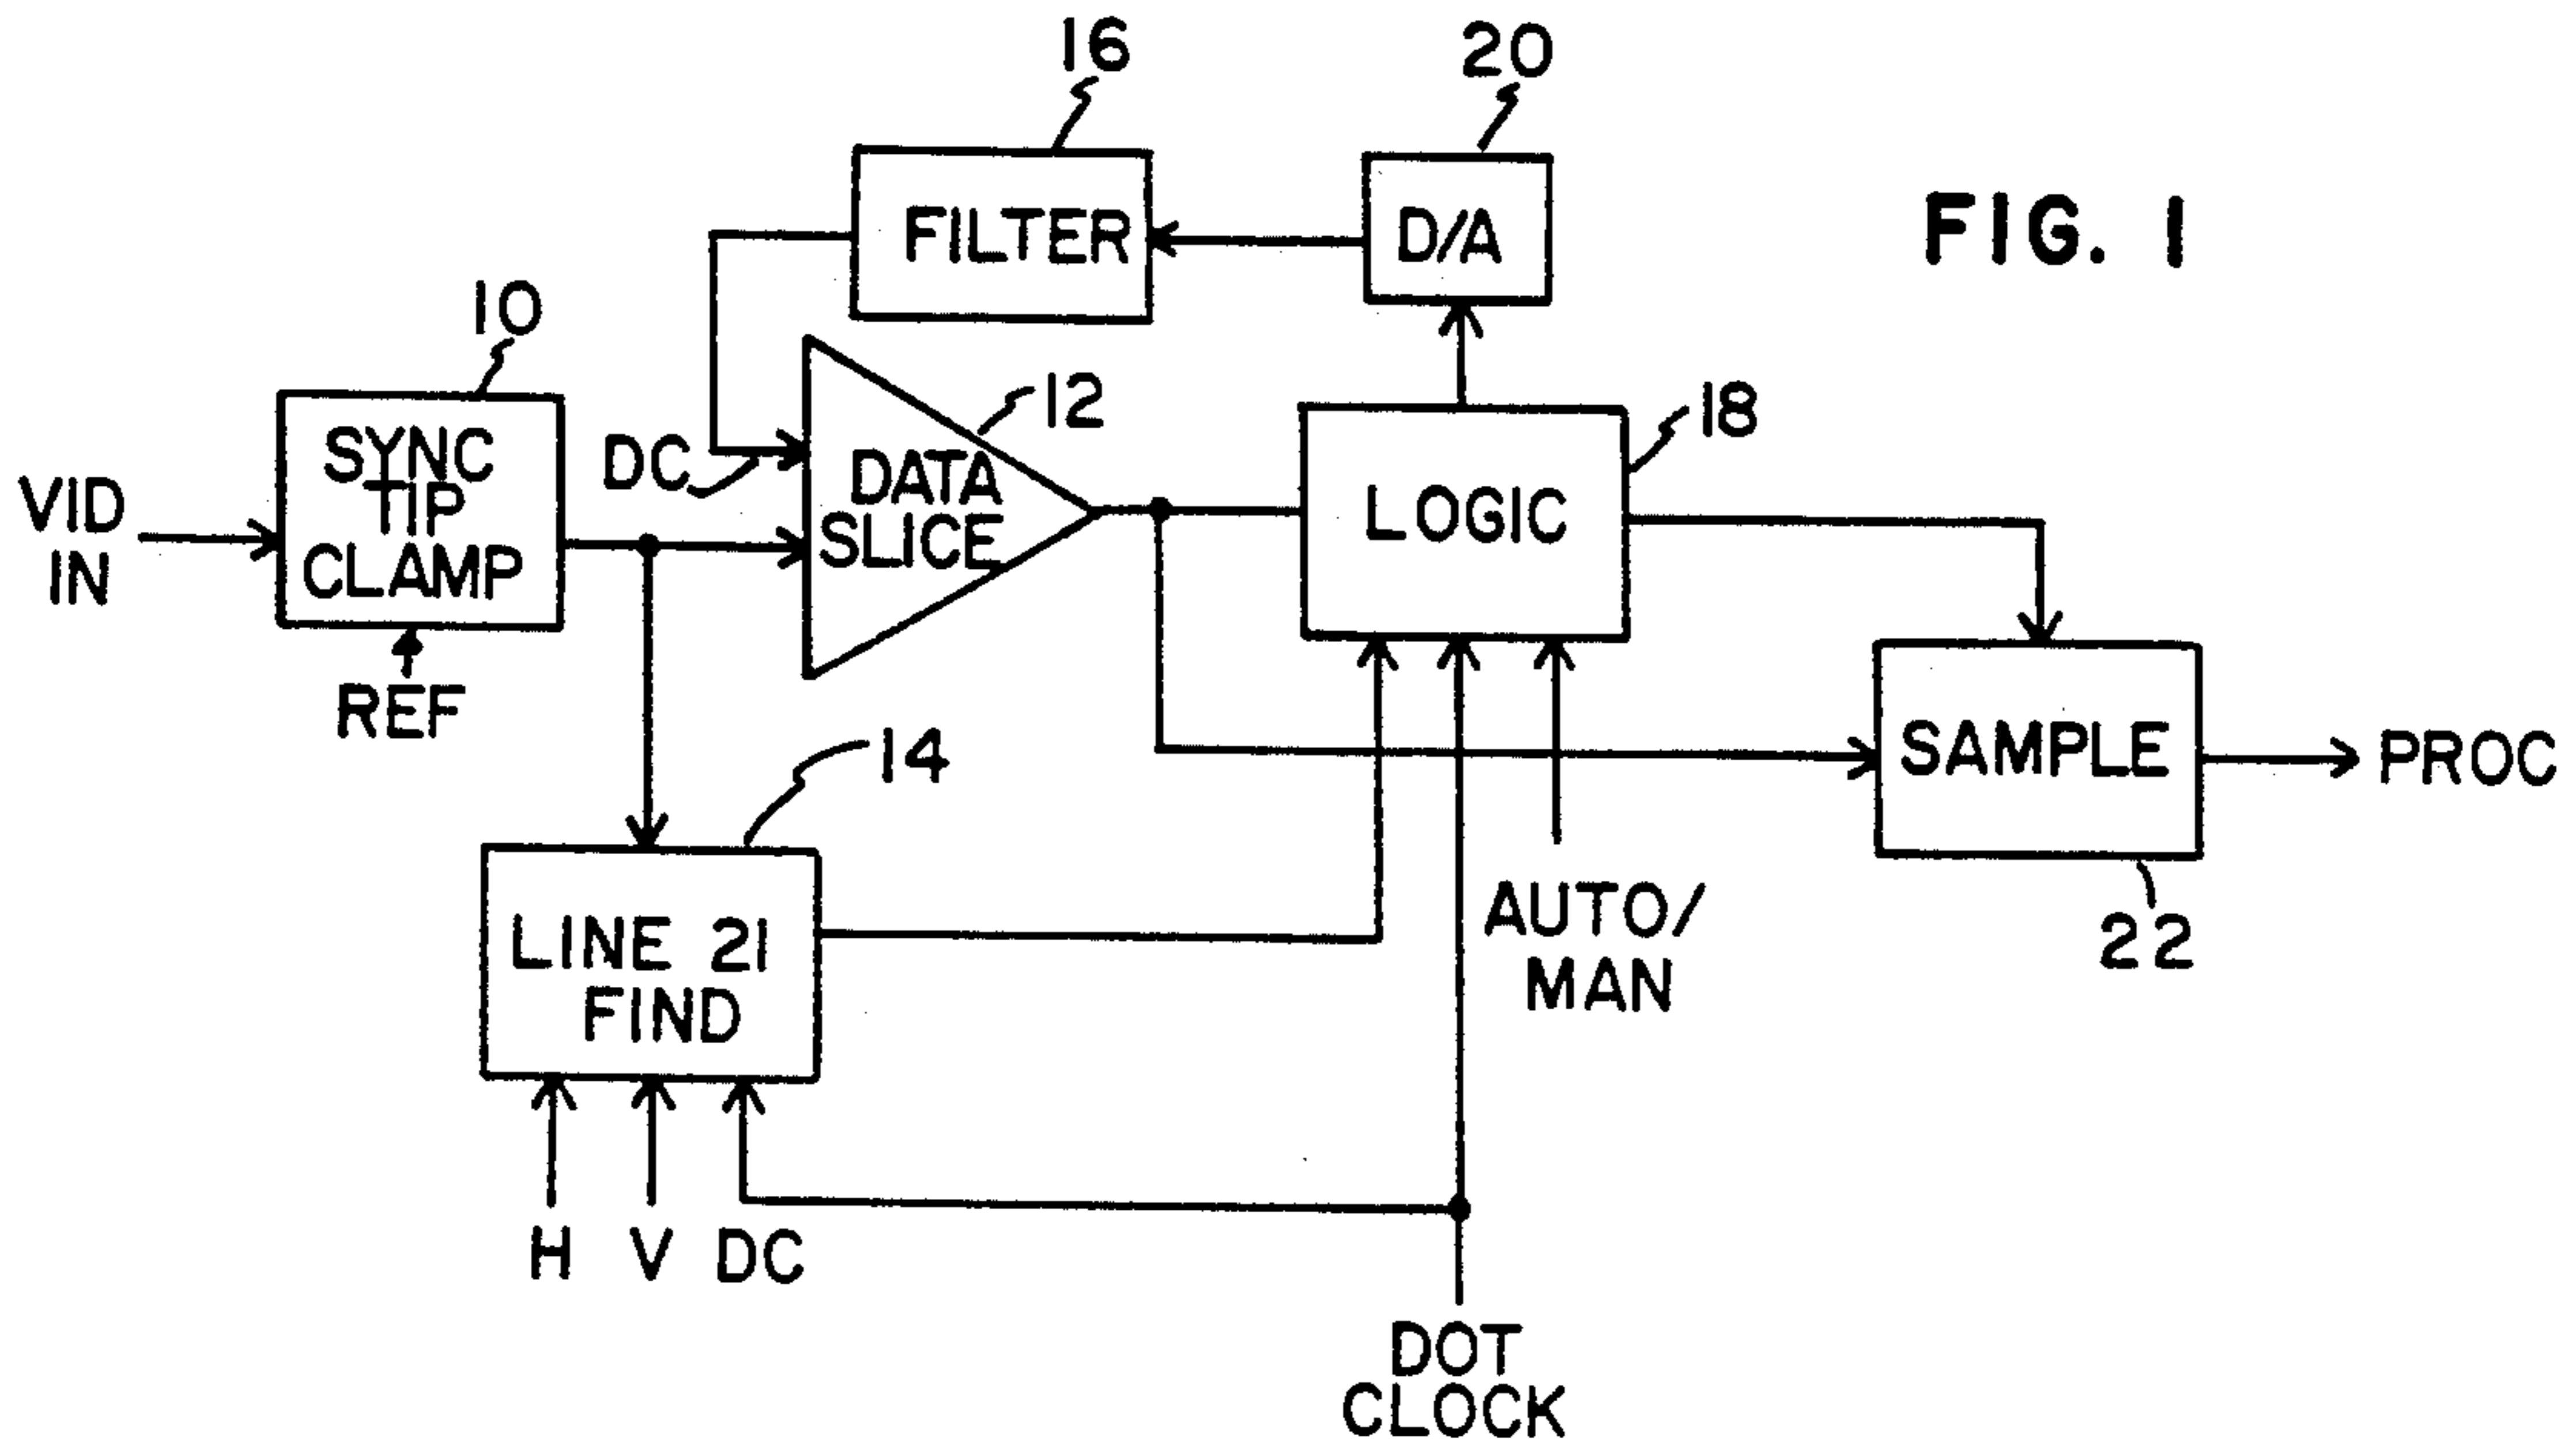 16
20
FIG. 1
FILTER
D/A
10
12
18
SYNC
TIP
CLAMP
DC
DATA
SLICE
LOGIC
VID
IN
REF
14
SAMPLE
PROC
AUTO/
MAN
22
LINE 21
FIND
H V DC
DOT
CLOCK